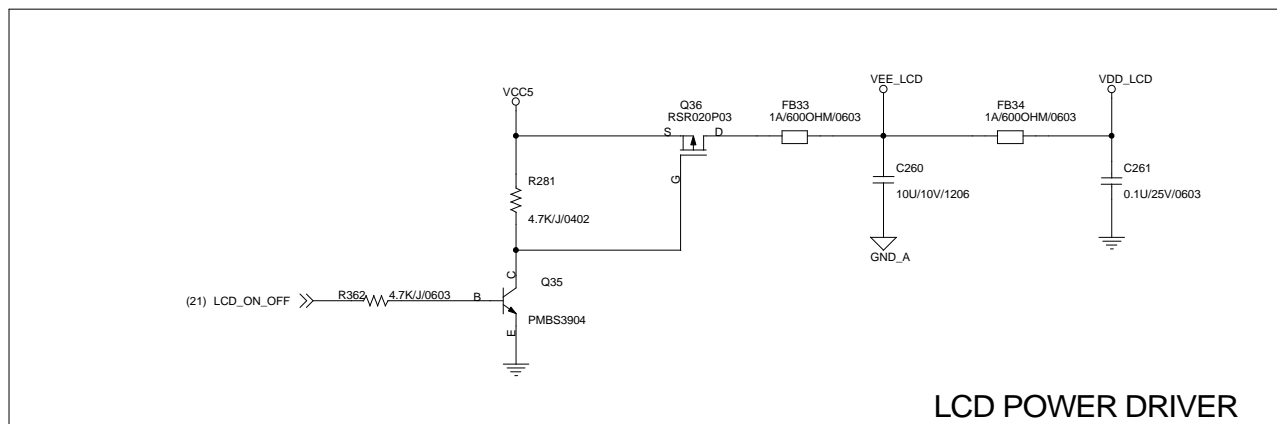 VCC5
Q36
RSR020P03
S
D
G
FB33
1A/600OHM/0603
VEE_LCD
FB34
1A/600OHM/0603
VDD_LCD
R281
4.7K/J/0402
C260
10U/10V/1206
GND_A
C261
0.1U/25V/0603
(21) LCD_ON_OFF
R362
4.7K/J/0603
B
C
E
Q35
PMBS3904
LCD POWER DRIVER